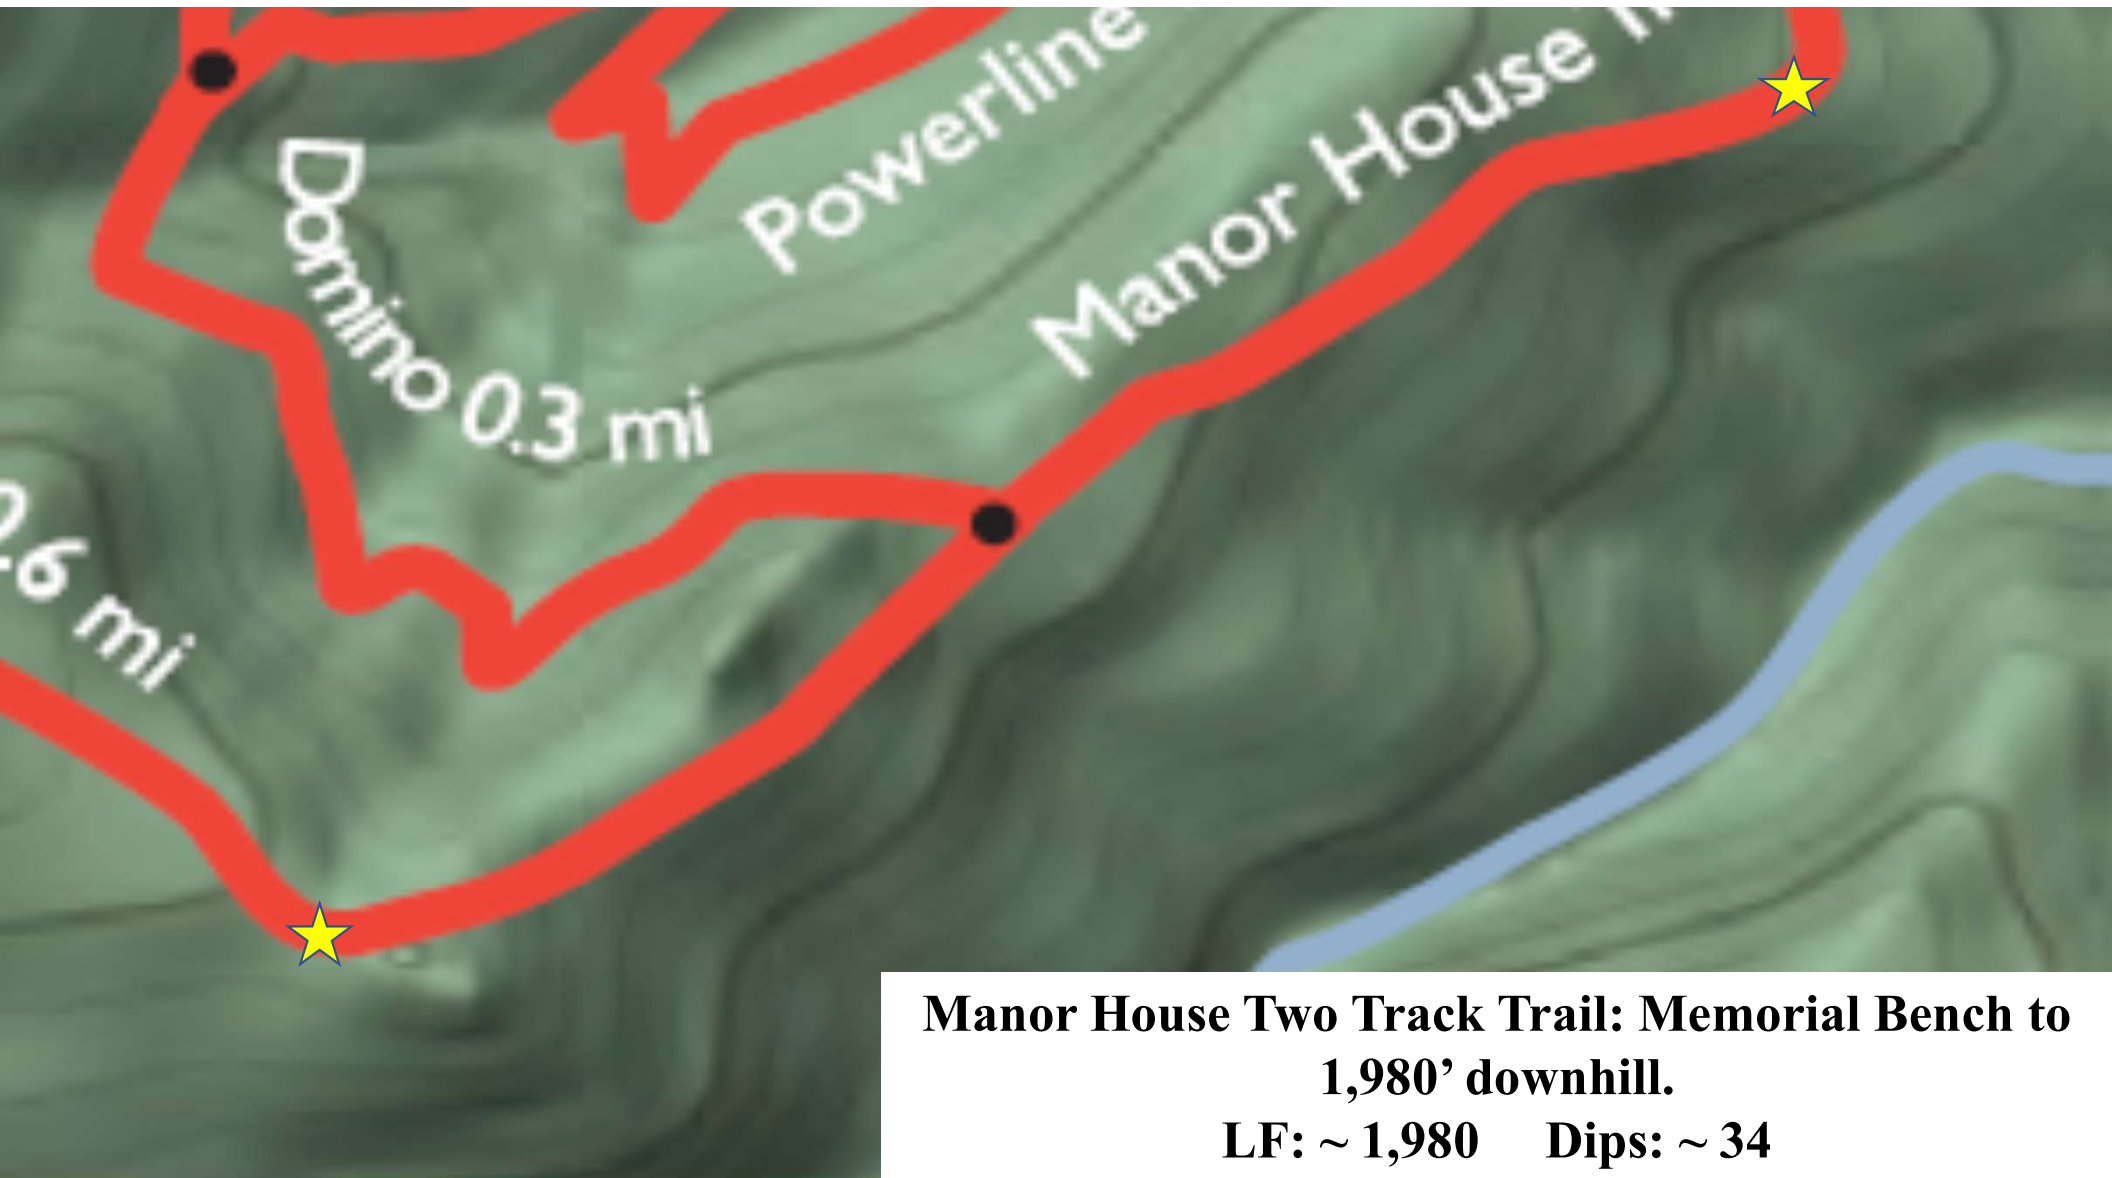 Powerline
Manor House
Domino 0.3 mi
.6 mi
Manor House Two Track Trail: Memorial Bench to
1,980’ downhill.
LF: ~ 1,980 Dips: ~ 34